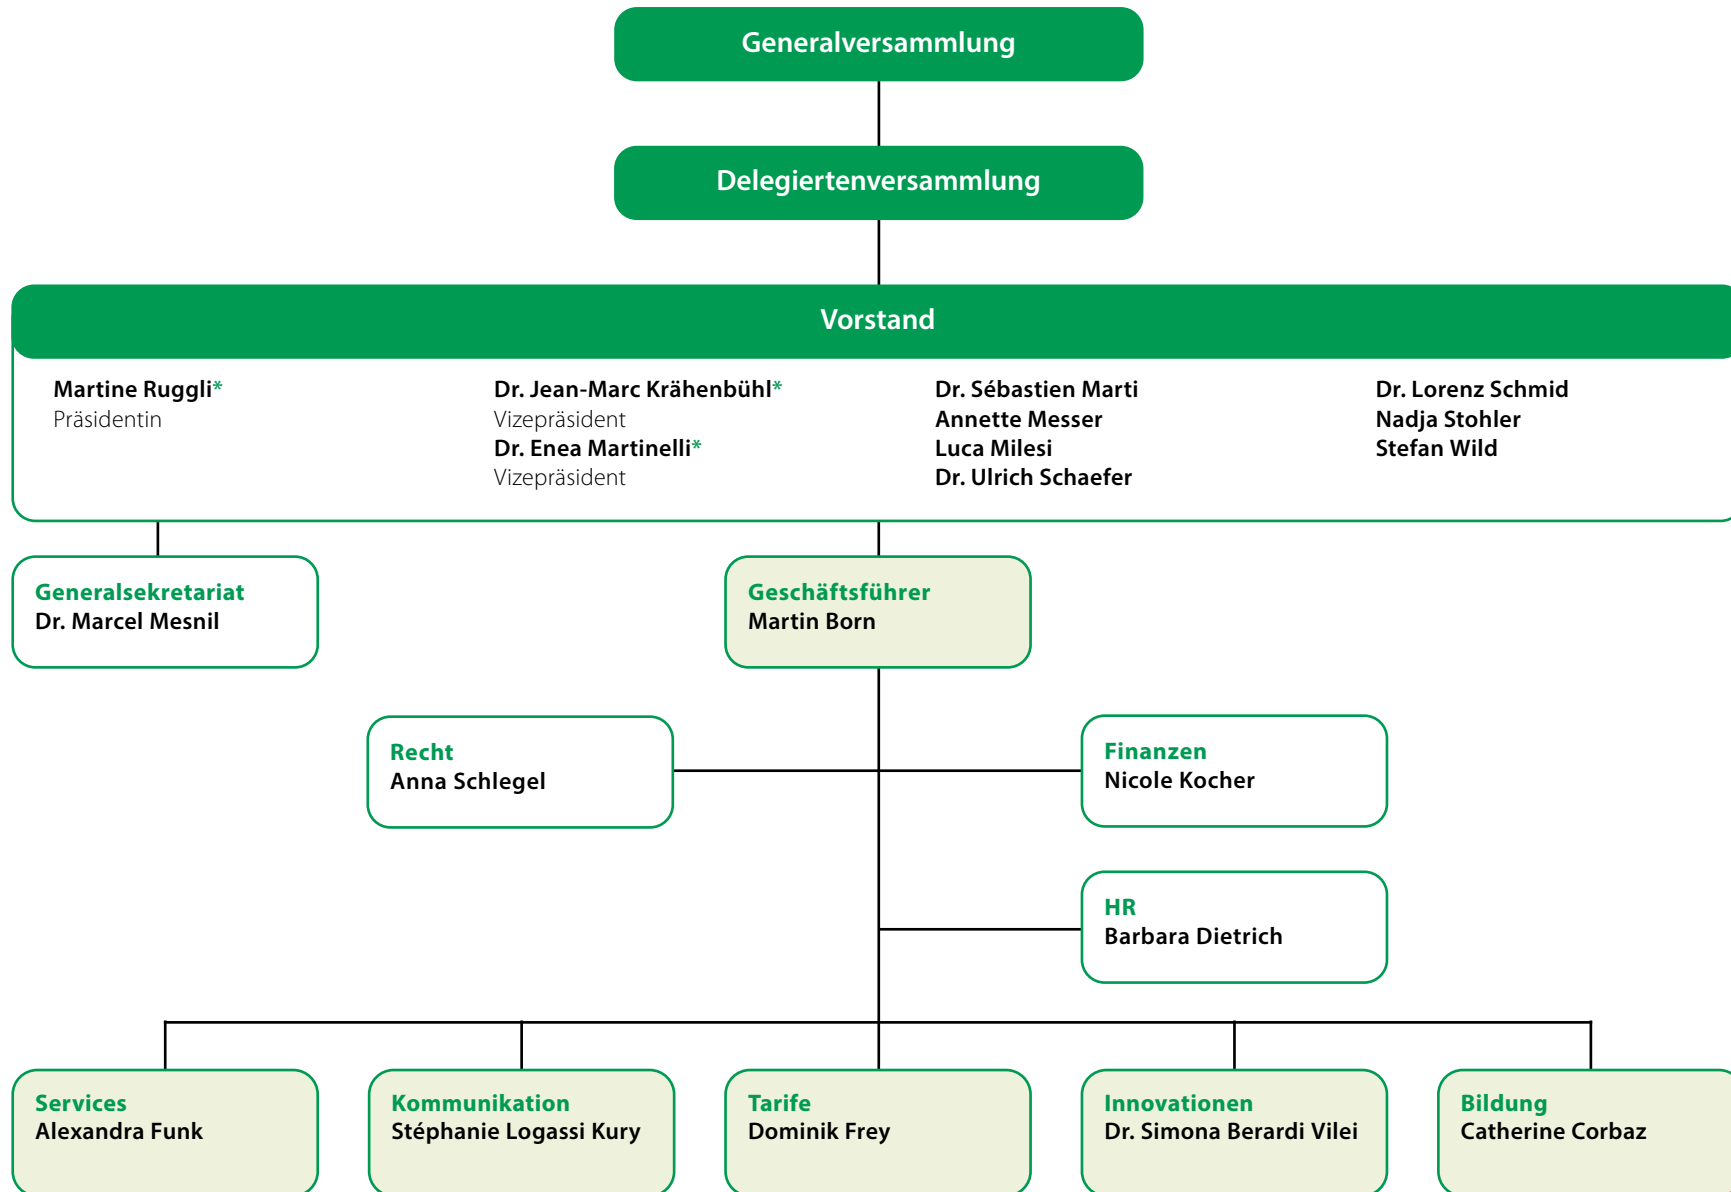 Generalversammlung
Delegiertenversammlung
Vorstand
Martine Ruggli*
Präsidentin
Dr. Jean-Marc Krähenbühl*
Vizepräsident
Dr. Enea Martinelli*
Vizepräsident
Dr. Sébastien Marti
Annette Messer
Luca Milesi
Dr. Ulrich Schaefer
Dr. Lorenz Schmid
Nadja Stohler
Stefan Wild
Generalsekretariat
Dr. Marcel Mesnil
Geschäftsführer
Martin Born
Recht
Anna Schlegel
Finanzen
Nicole Kocher
HR
Barbara Dietrich
Services
Alexandra Funk
Kommunikation
Stéphanie Logassi Kury
Tarife
Dominik Frey
Innovationen
Dr. Simona Berardi Vilei
Bildung
Catherine Corbaz